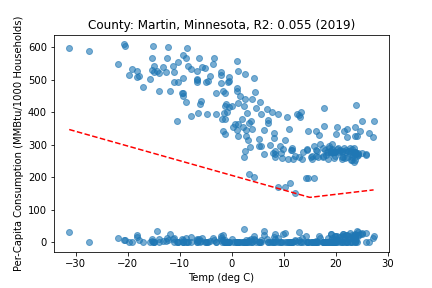 County: Martin, Minnesota, R2: 0.055 (2019)
Per-Capita Consumption (MMBtu/1000 Households)
600
500
400
300
200
100
0
−30 −20 −10 0 10 20 30
Temp (deg C)